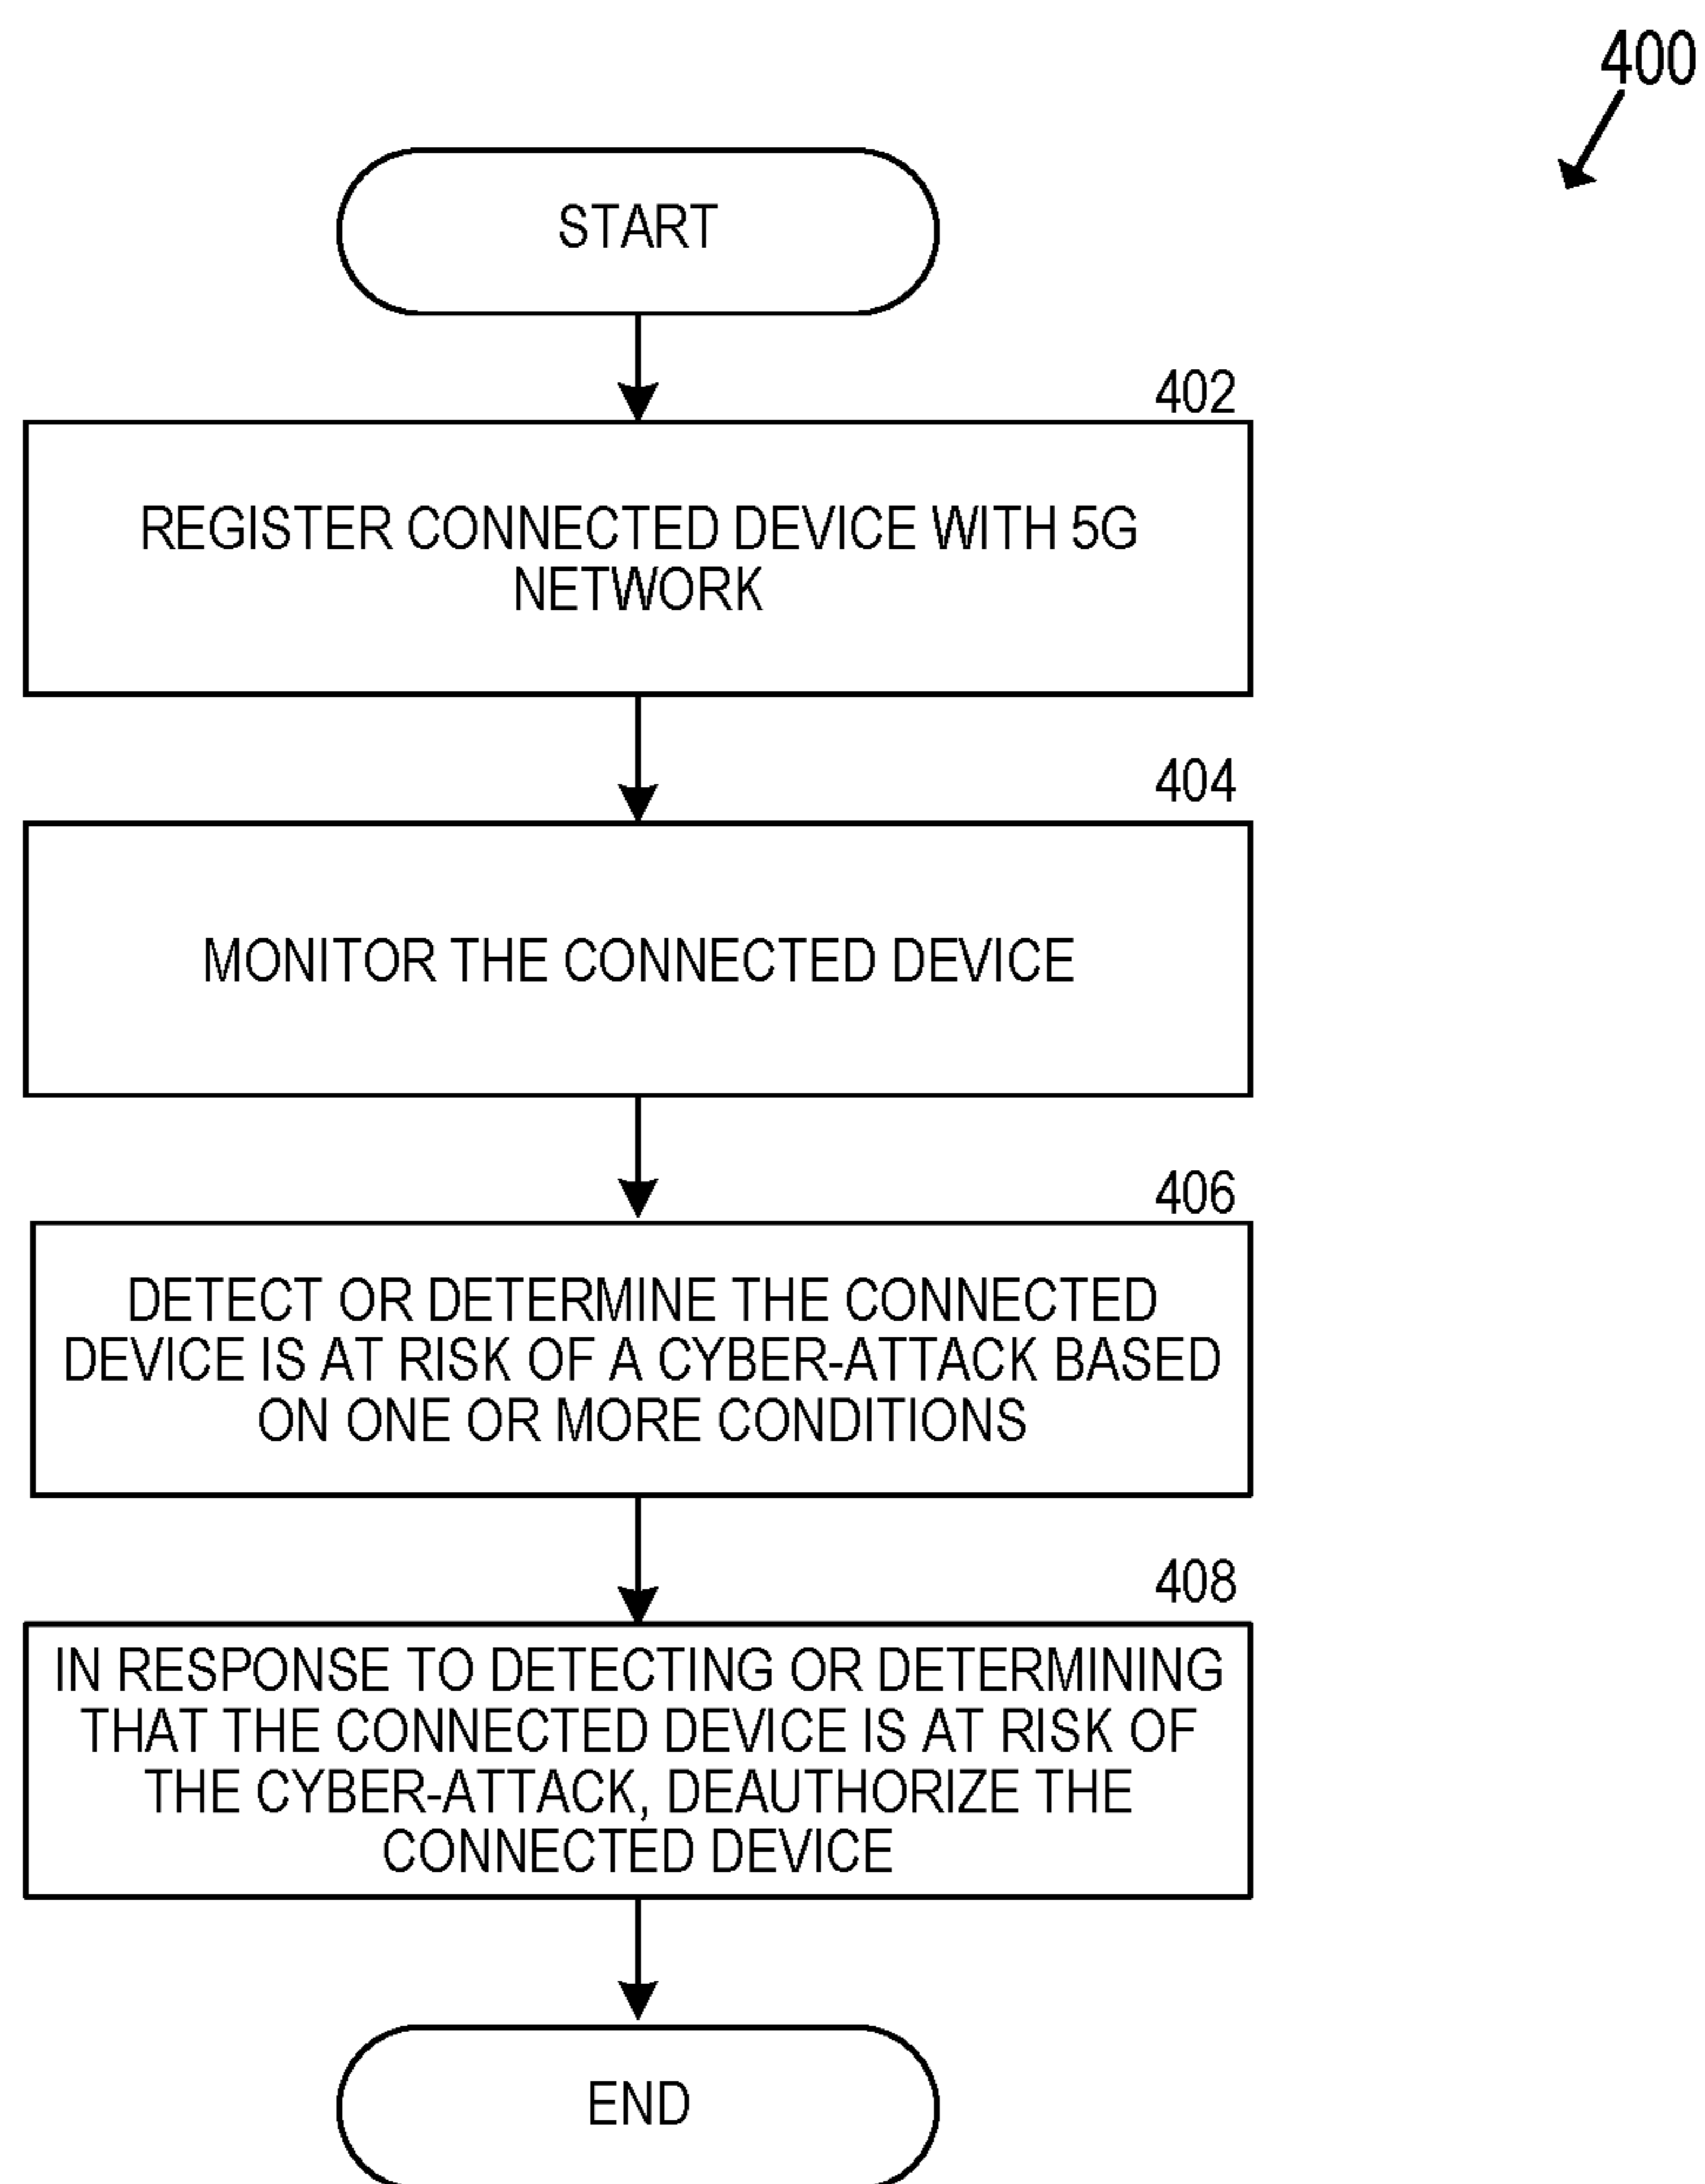 400
START
402
REGISTER CONNECTED DEVICE WITH 5G
NETWORK
404
MONITOR THE CONNECTED DEVICE
406
DETECT OR DETERMINE THE CONNECTED
DEVICE IS AT RISK OF A CYBER-ATTACK BASED
ON ONE OR MORE CONDITIONS
408
IN RESPONSE TO DETECTING OR DETERMINING
THAT THE CONNECTED DEVICE IS AT RISK OF
THE CYBER-ATTACK, DEAUTHORIZE THE
CONNECTED DEVICE
END